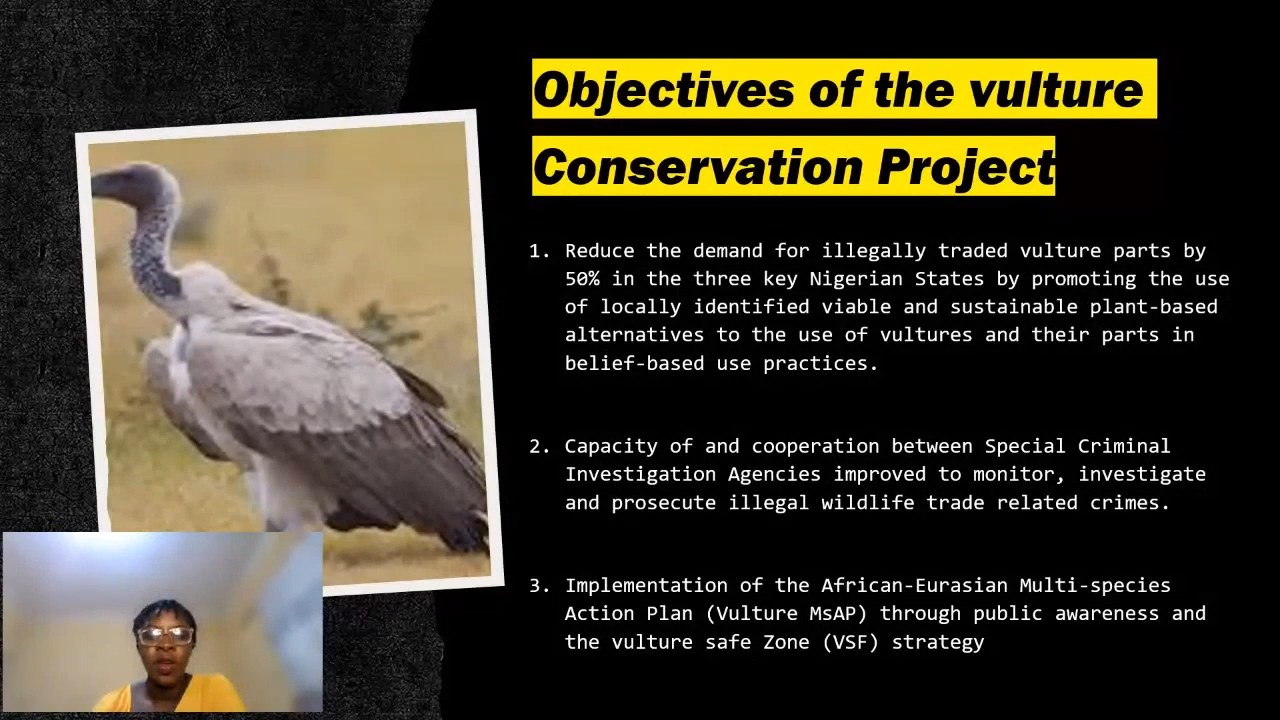 Objectives of the vulture
Conservation Project
1. Reduce the demand for illegally traded vulture parts by
50% in the three key Nigerian States by promoting the use
of locally identified viable and sustainable plant-based
alternatives to the use of vultures and their parts in
belief-based use practices.
2. Capacity of and cooperation between Special Criminal
Investigation Agencies improved to monitor, investigate
and prosecute illegal wildlife trade related crimes.
3. Implementation of the African-Eurasian Multi-species
Action Plan (Vulture MsAP) through public awareness and
the vulture safe Zone (VSF) strategy